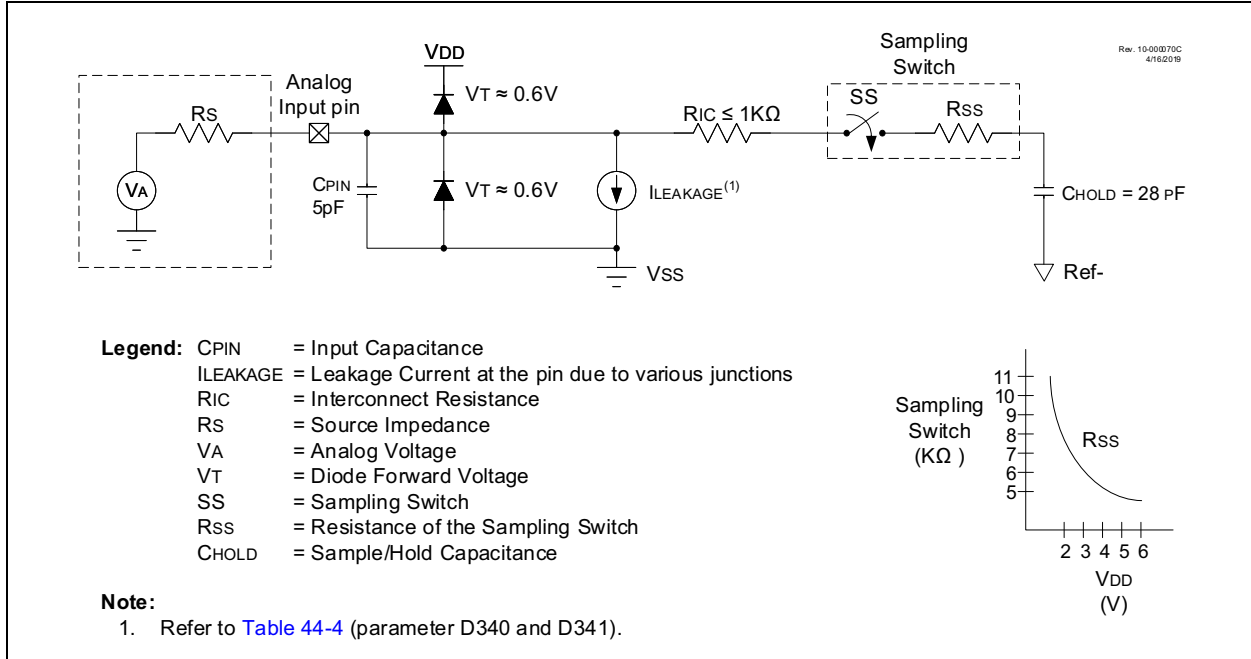 Rev. 10-000070C
4/16/2019
VDD
Sampling
Switch
Analog
Input pin
VT ≈ 0.6V
RS
RIC ≤ 1KΩ
SS
RSS
VA
CPIN
5pF
VT ≈ 0.6V
ILEAKAGE(1)
CHOLD = 28 PF
VSS
Ref-
Legend: CPIN = Input Capacitance
ILEAKAGE = Leakage Current at the pin due to various junctions
RIC = Interconnect Resistance
RS = Source Impedance
VA = Analog Voltage
VT = Diode Forward Voltage
SS = Sampling Switch
RSS = Resistance of the Sampling Switch
CHOLD = Sample/Hold Capacitance
Sampling
Switch
(KΩ )
11
10
9
8
7
6
5
RSS
2 3 4 5 6
VDD
(V)
Note:
1. Refer to Table 44-4 (parameter D340 and D341).